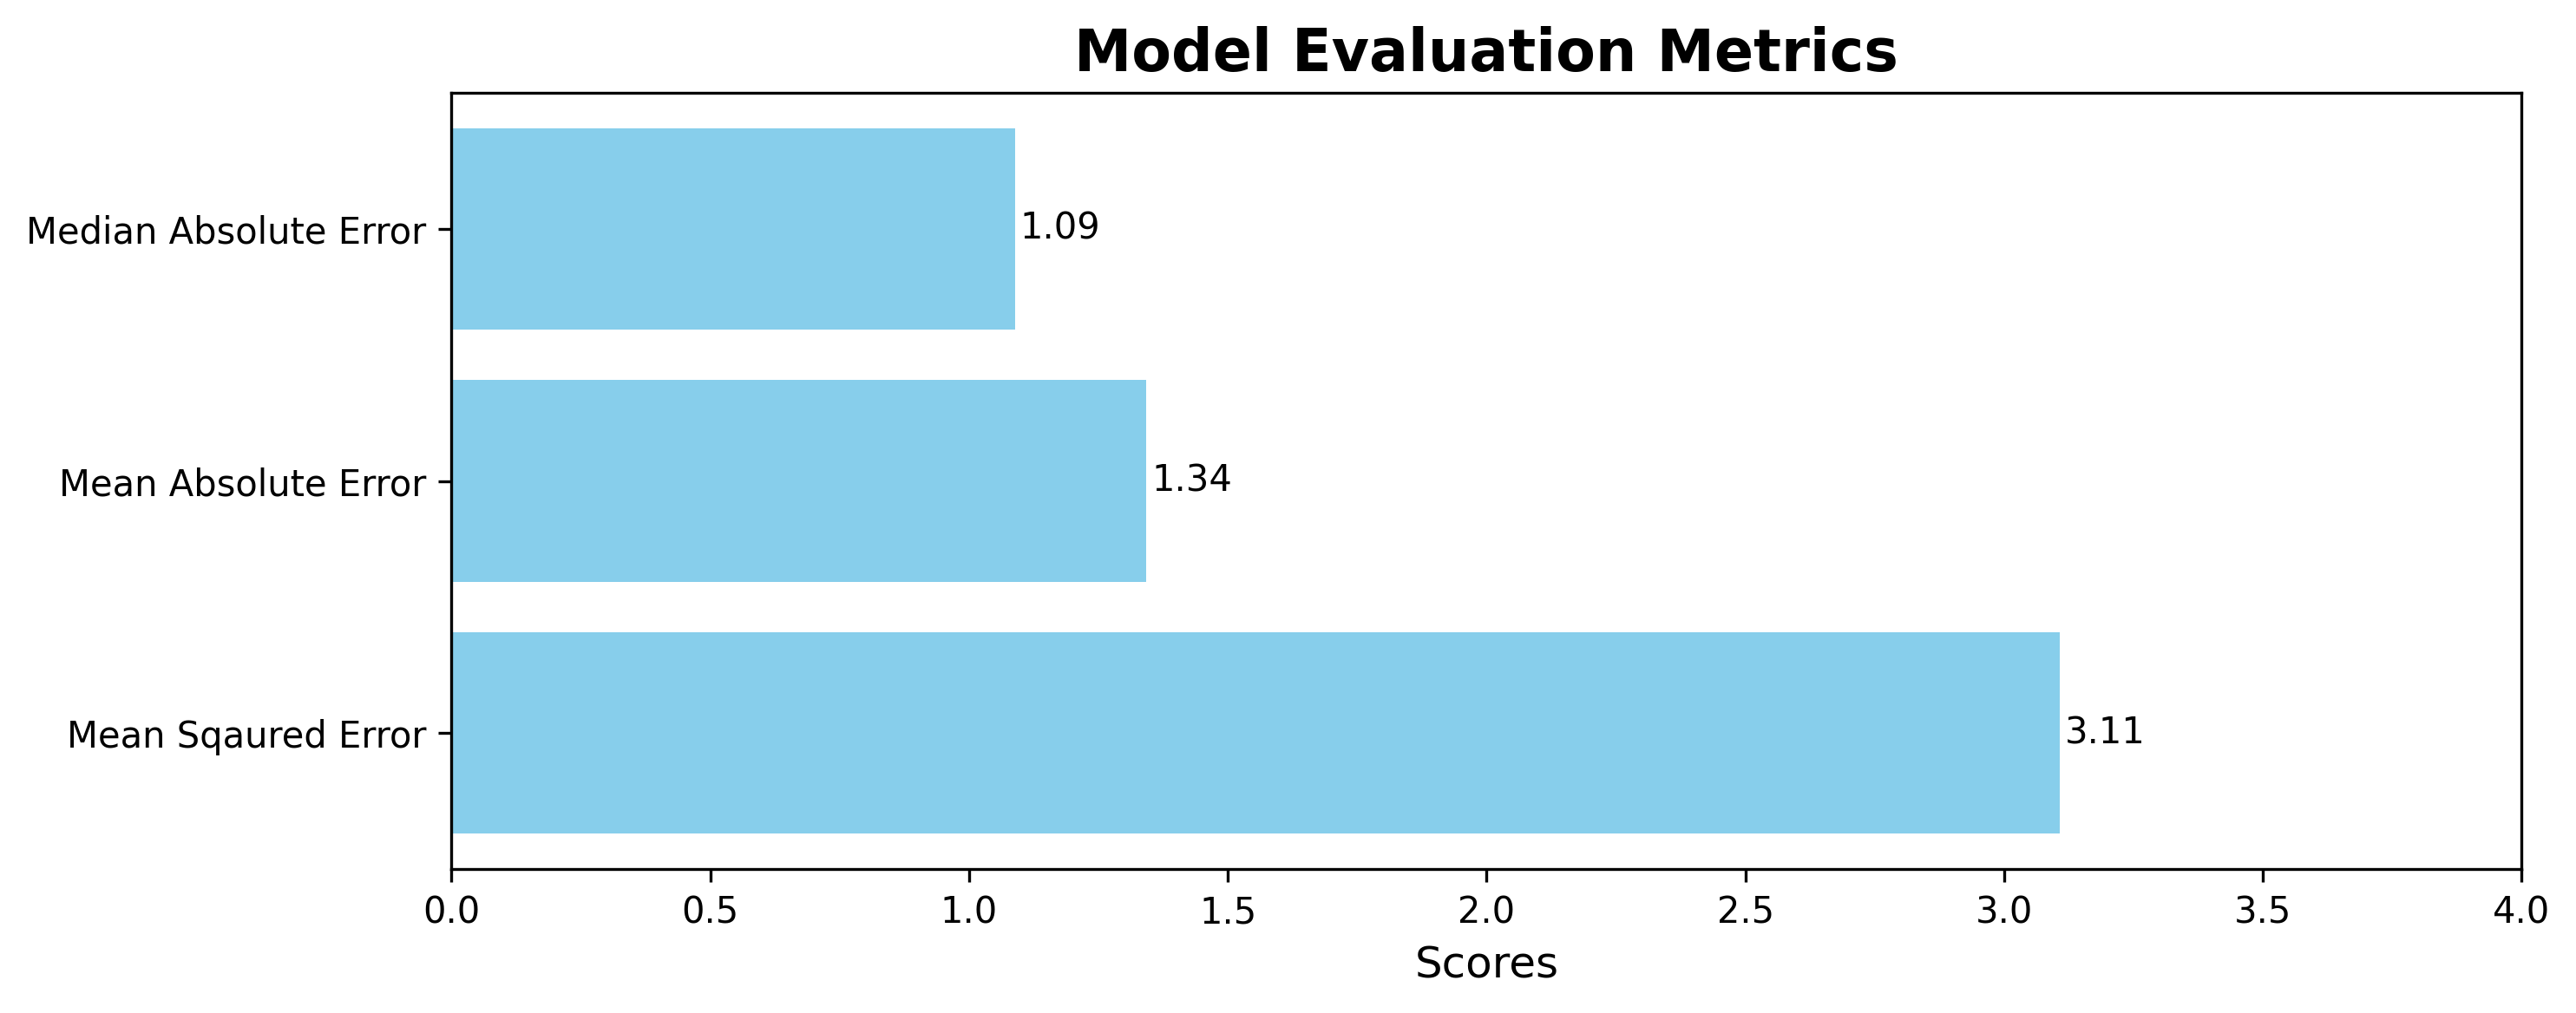 Model Evaluation Metrics
Median Absolute Error
1.09
Mean Absolute Error
1.34
Mean Sqaured Error
3.11
0.0 0.5 1.0 1.5 2.0 2.5 3.0 3.5 4.0
Scores